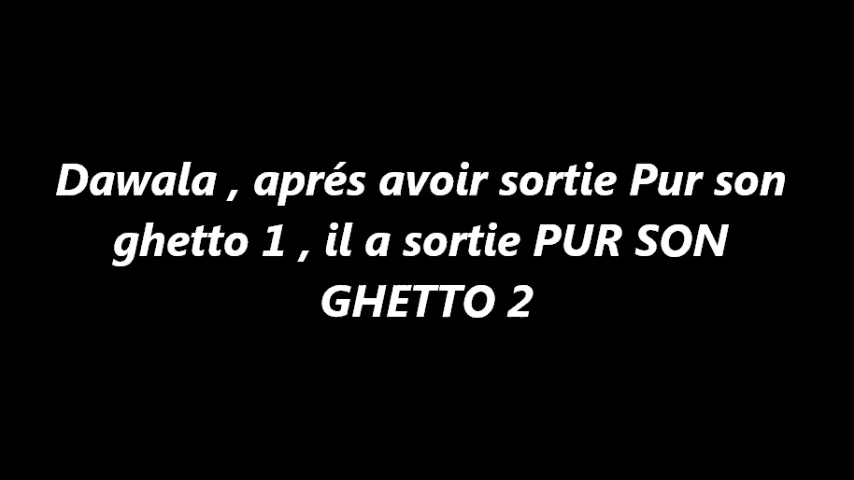 Dawala , aprés avoir sortie Pur son
ghetto 1 , il a sortie PUR SON
GHETTO 2